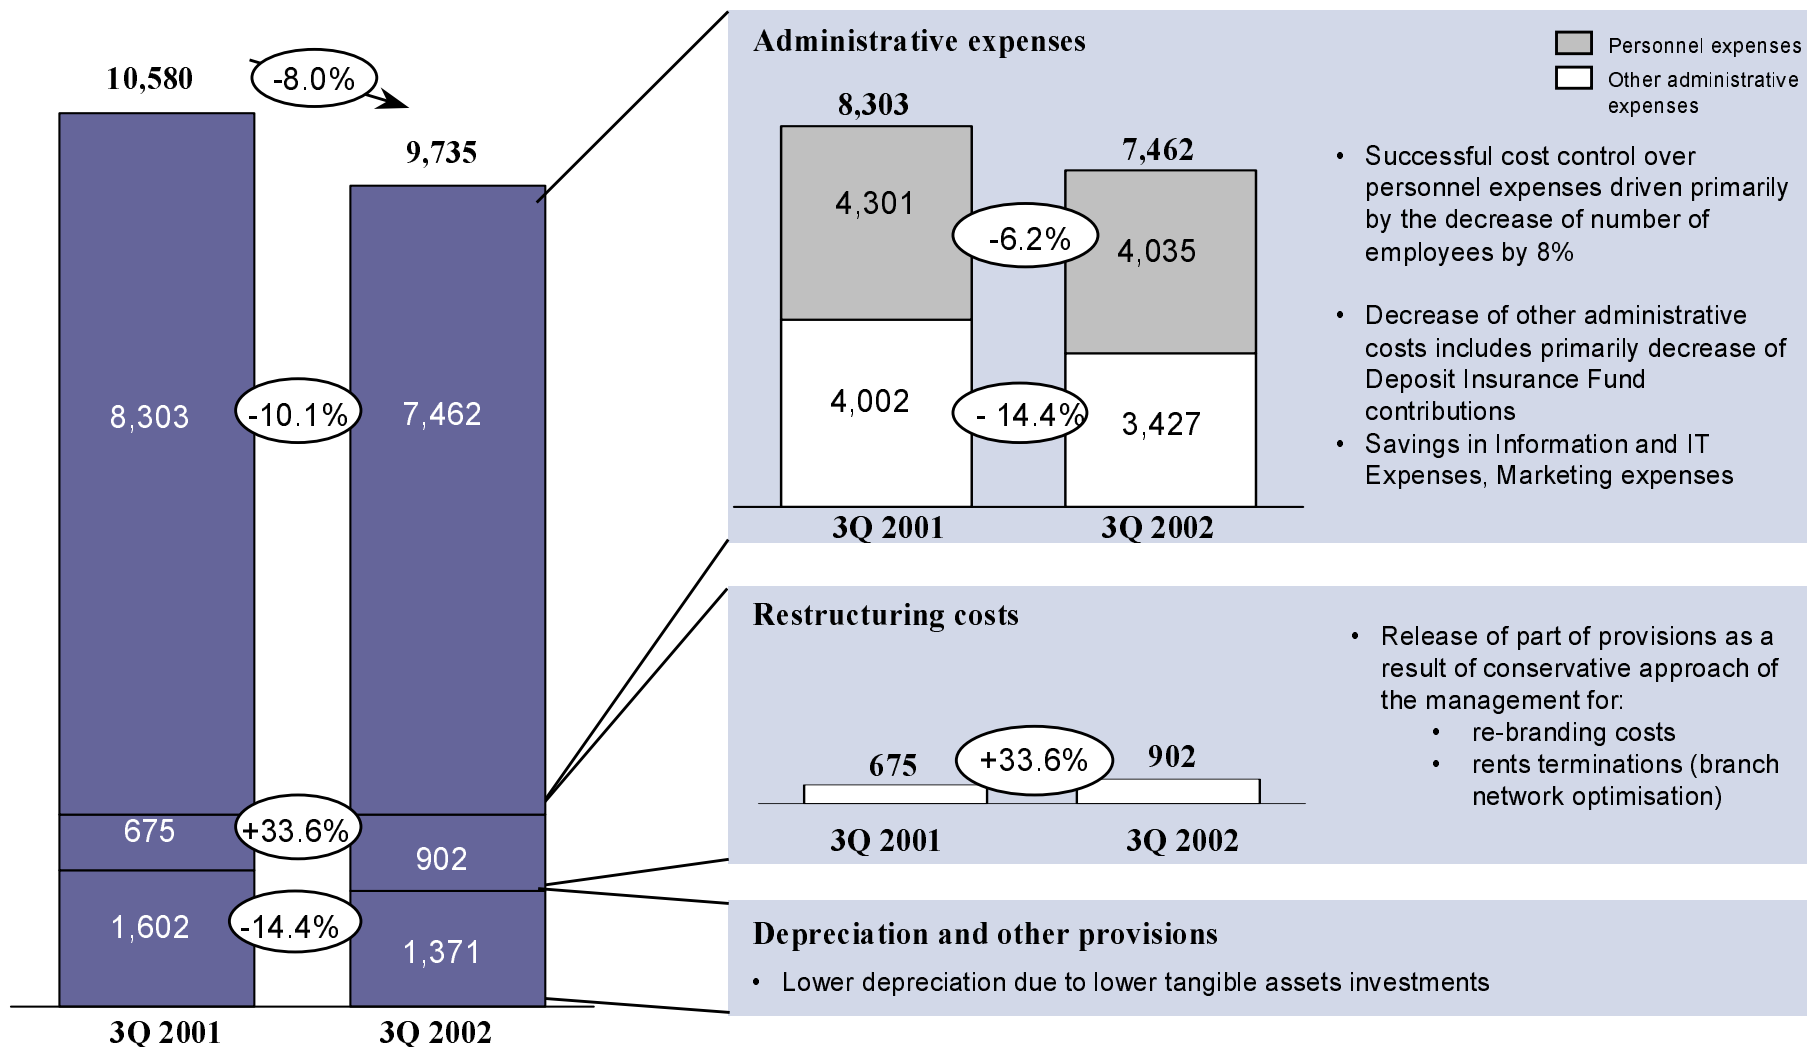 10,580
-8.0%
9,735
8,303
-10.1%
7,462
675
+33.6%
902
1,602
-14.4%
1,371
3Q 2001
3Q 2002
Administrative expenses
Personnel expenses
Other administrative
expenses
8,303
7,462
4,301
-6.2%
4,035
4,002
- 14.4%
3,427
3Q 2001
3Q 2002
• Successful cost control over
personnel expenses driven primarily
by the decrease of number of
employees by 8%
• Decrease of other administrative
costs includes primarily decrease of
Deposit Insurance Fund
contributions
• Savings in Information and IT
Expenses, Marketing expenses
Restructuring costs
675
+33.6%
902
3Q 2001
3Q 2002
• Release of part of provisions as a
result of conservative approach of
the management for:
• re-branding costs
• rents terminations (branch
network optimisation)
Depreciation and other provisions
• Lower depreciation due to lower tangible assets investments